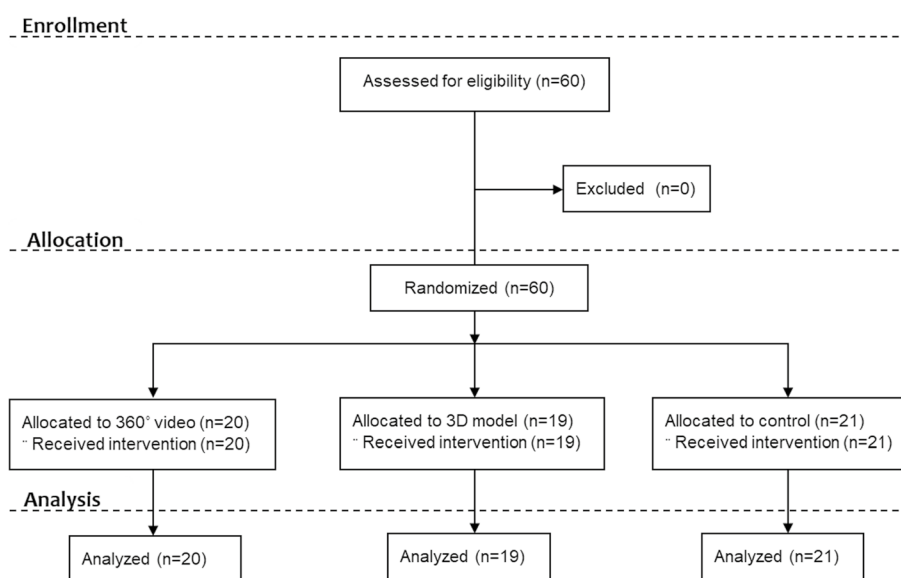 Enrollment
Assessed for eligibility (n=60)
Excluded (n=0)
Allocation
Randomized (n=60)
Allocated to 360° video (n=20)
¨ Received intervention (n=20)
Allocated to 3D model (n=19)
¨ Received intervention (n=19)
Allocated to control (n=21)
¨ Received intervention (n=21)
Analysis
Analyzed (n=20)
Analyzed (n=19)
Analyzed (n=21)